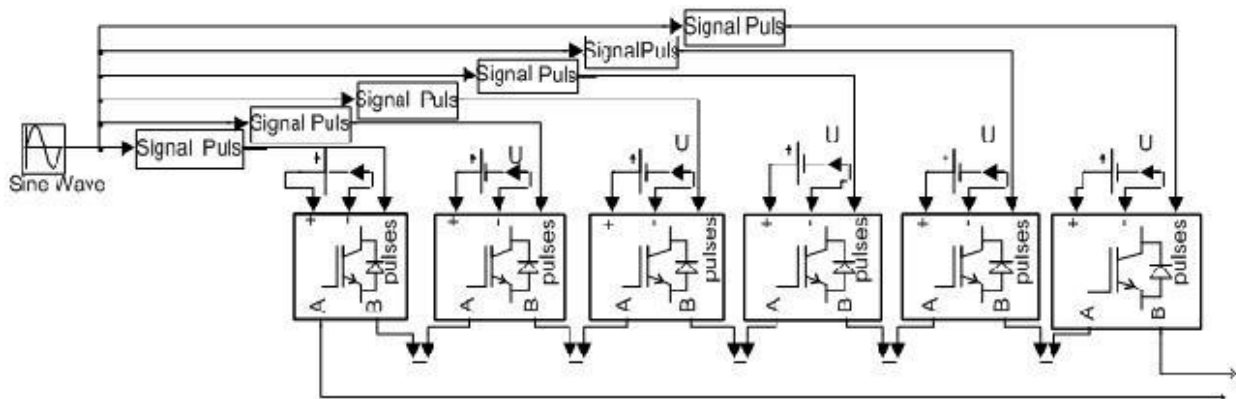 Signal Puls
SignalPuls
Signal Puls
Signal Puls
Signal Puls
Signal Puls
Sine Wave
U U U U U
+ - pulses + - pulses + - pulses + - pulses + - pulses + - pulses
A B A B A B A B A B A B